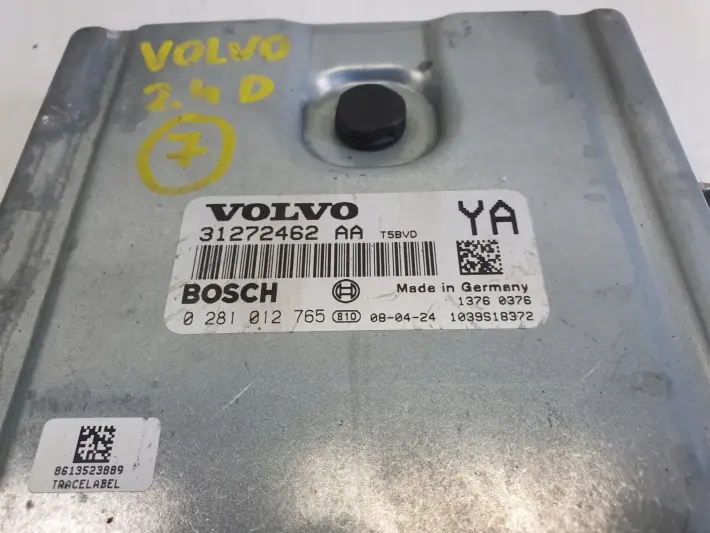 VOLVO
2.4 D
7
VOLVO
YA
31272462 AA T5BVD
BOSCH
Made in Germany
1376 0376
0 281 012 765 810 08-04-24 1039S18372
8613523889
TRACELABEL